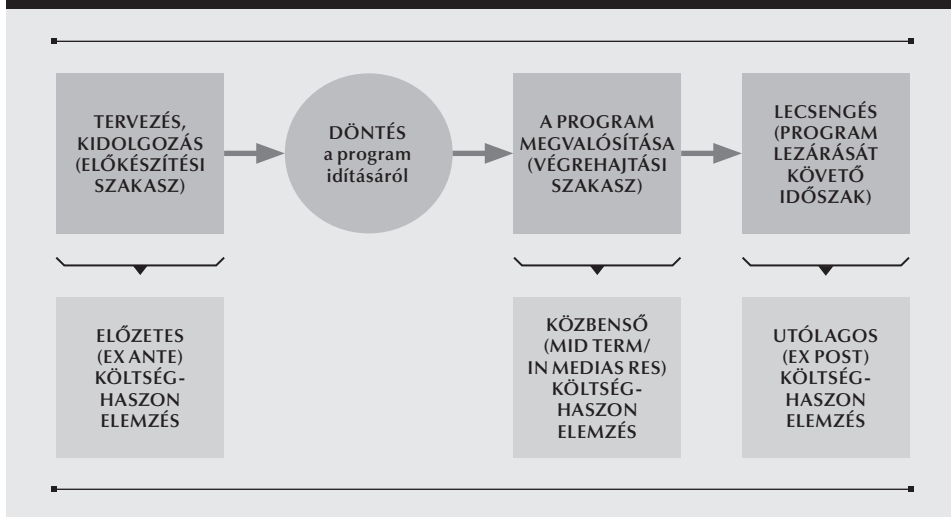 TERVEZÉS,
KIDOLGOZÁS
(ELŐKÉSZÍTÉSI
SZAKASZ)
DÖNTÉS
a program
idításáról
A PROGRAM
MEGVALÓSÍTÁSA
(VÉGREHAJTÁSI
SZAKASZ)
LECSENGÉS
(PROGRAM
LEZÁRÁSÁT
KÖVETŐ
IDŐSZAK)
ELŐZETES
(EX ANTE)
KÖLTSÉG-
HASZON
ELEMZÉS
KÖZBENSŐ
(MID TERM/
IN MEDIAS RES)
KÖLTSÉG-
HASZON
ELEMZÉS
UTÓLAGOS
(EX POST)
KÖLTSÉG-
HASZON
ELEMZÉS